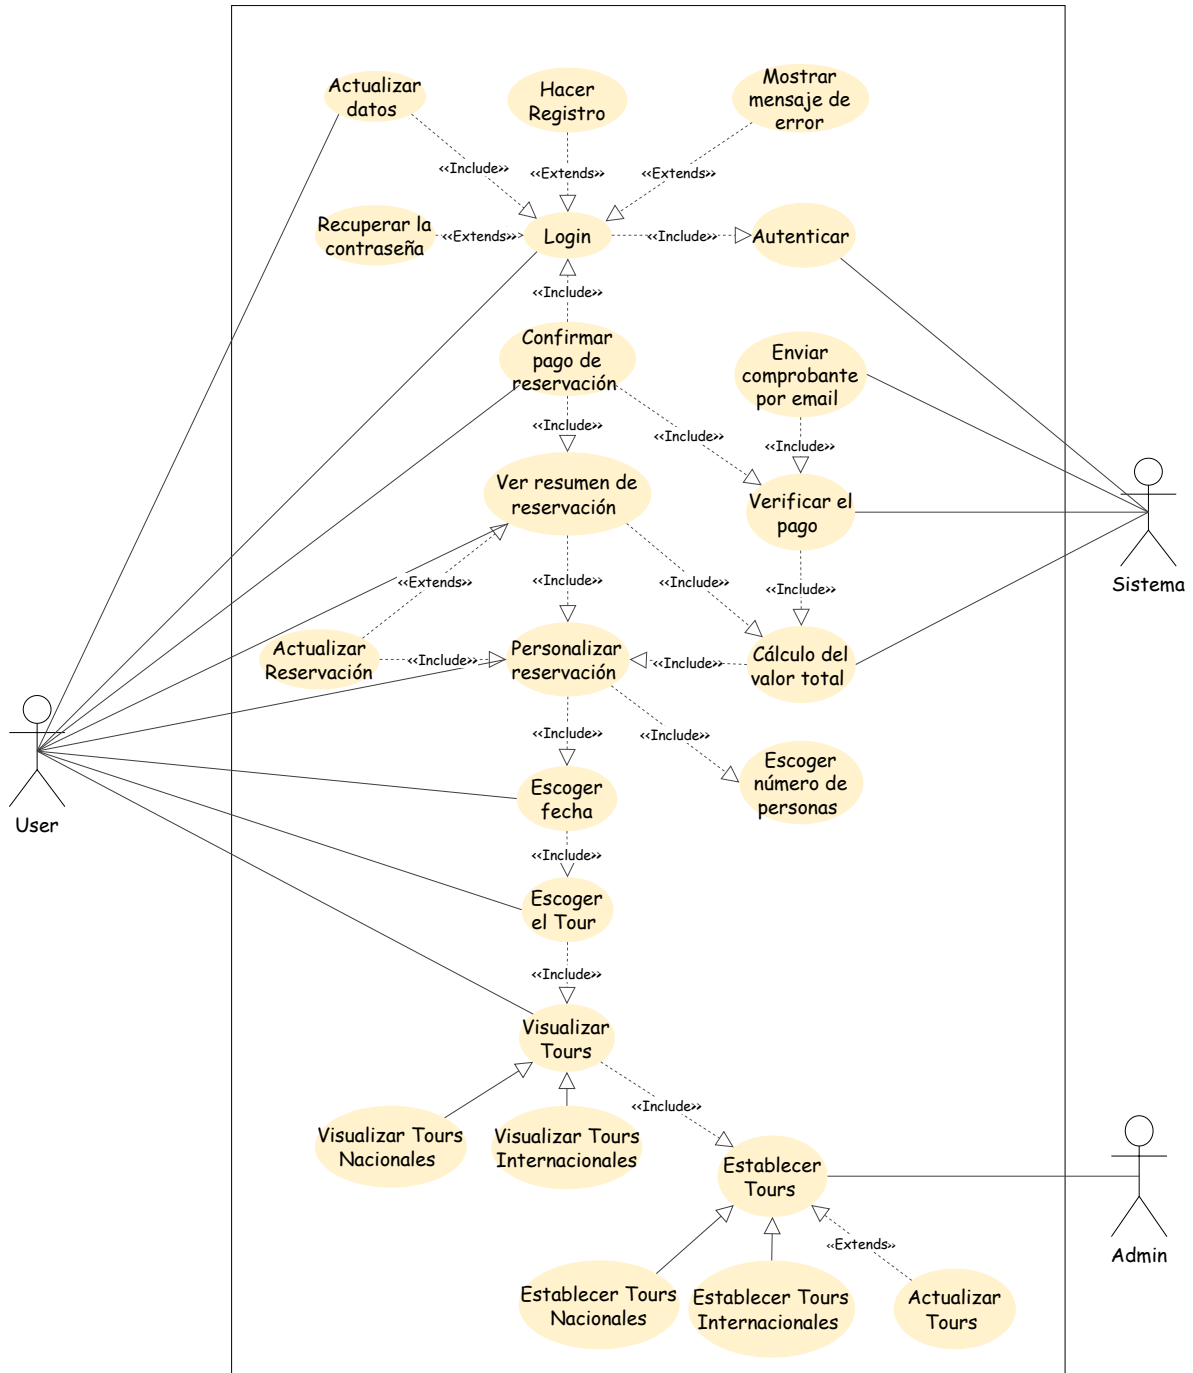 Actualizar
datos
Hacer
Registro
Mostrar
mensaje de
error
<<Include>>
<<Extends>>
<<Extends>>
Recuperar la
contraseña
<<Extends>>
Login
<<Include>>
Autenticar
<<Include>>
Confirmar
pago de
reservación
Enviar
comprobante
por email
<<Include>>
<<Include>>
<<Include>>
Ver resumen de
reservación
Verificar el
pago
Sistema
<<Extends>>
<<Include>>
<<Include>>
<<Include>>
Actualizar
Reservación
<<Include>>
Personalizar
reservación
<<Include>>
Cálculo del
valor total
<<Include>>
<<Include>>
Escoger
fecha
Escoger
número de
personas
User
<<Include>>
Escoger
el Tour
<<Include>>
Visualizar
Tours
<<Include>>
Visualizar Tours
Nacionales
Visualizar Tours
Internacionales
Establecer
Tours
Admin
<<Extends>>
Establecer Tours
Nacionales
Establecer Tours
Internacionales
Actualizar
Tours